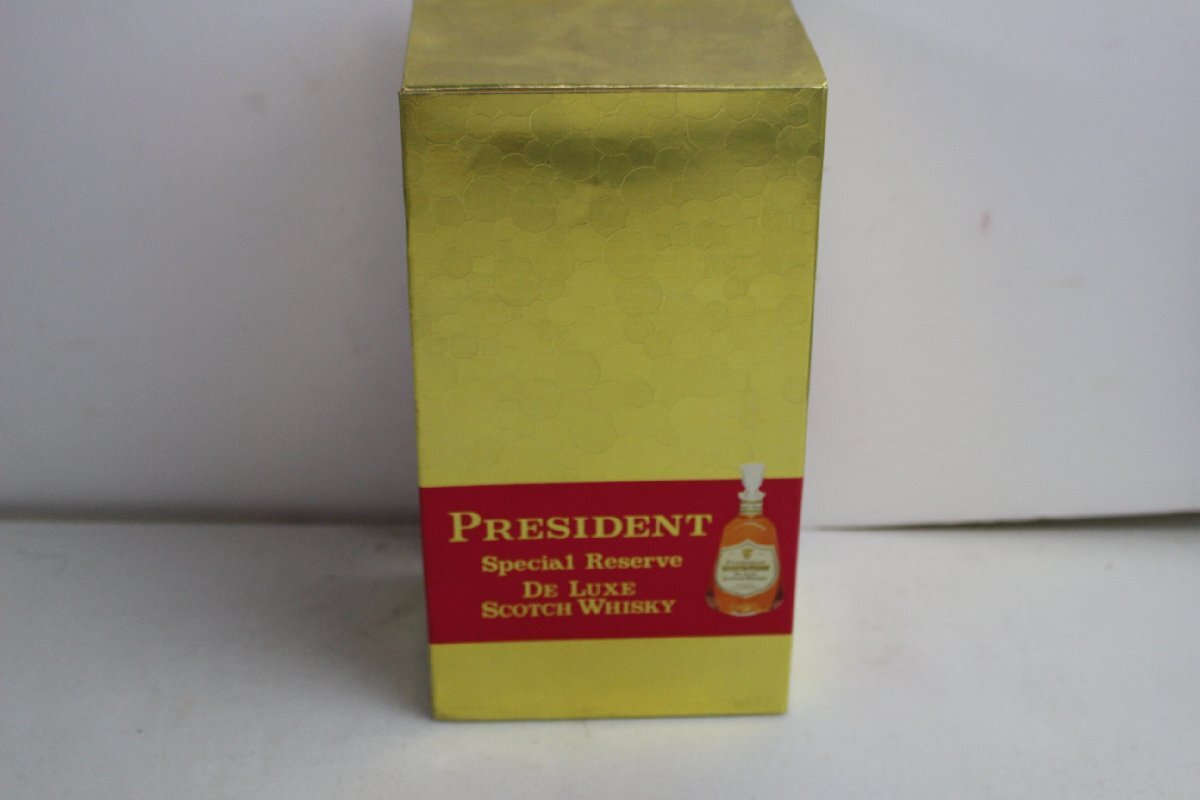 PRESIDENT
Special Reserve
DE LUXE
SCOTCH WHISKY